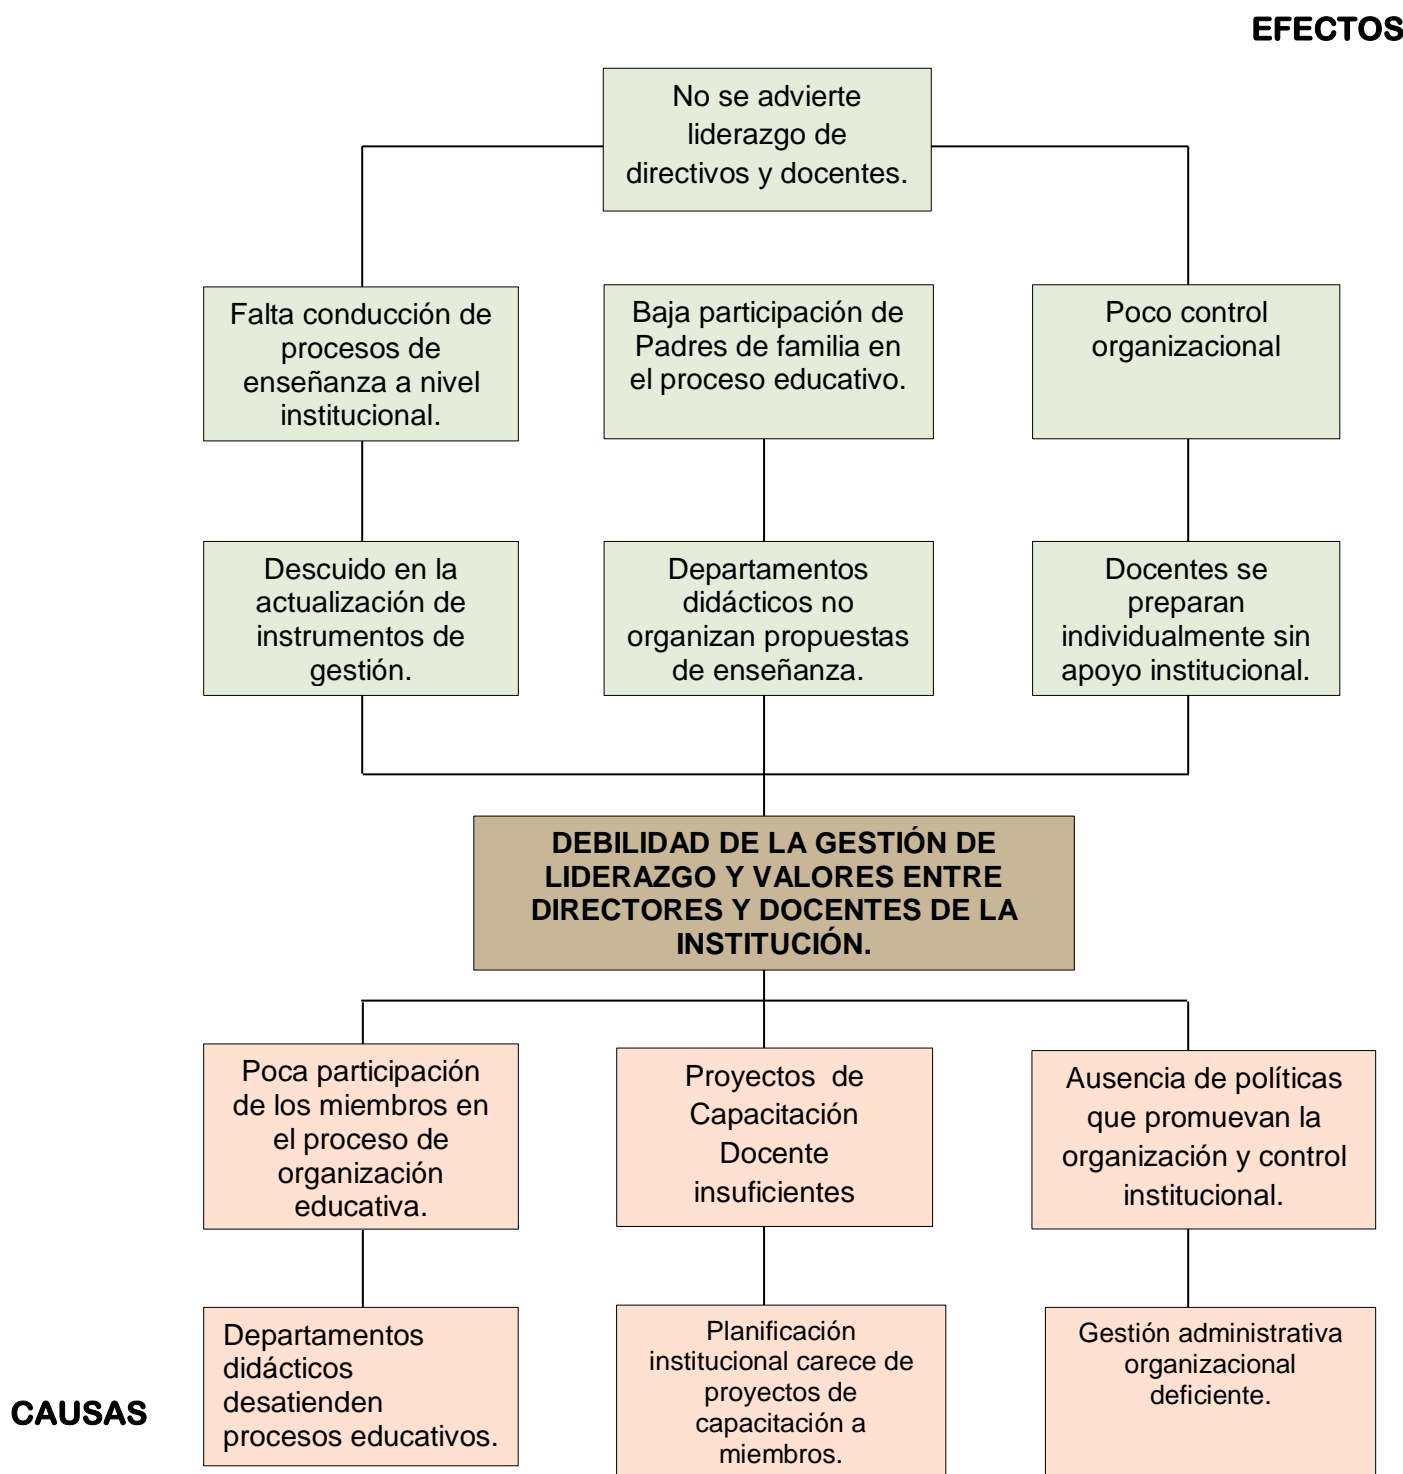 EFECTOS
No se advierte
liderazgo de
directivos y docentes.
Falta conducción de
procesos de
enseñanza a nivel
institucional.
Baja participación de
Padres de familia en
el proceso educativo.
Poco control
organizacional
Descuido en la
actualización de
instrumentos de
gestión.
Departamentos
didácticos no
organizan propuestas
de enseñanza.
Docentes se
preparan
individualmente sin
apoyo institucional.
DEBILIDAD DE LA GESTIÓN DE
LIDERAZGO Y VALORES ENTRE
DIRECTORES Y DOCENTES DE LA
INSTITUCIÓN.
Poca participación
de los miembros en
el proceso de
organización
educativa.
Proyectos de
Capacitación
Docente
insuficientes
Ausencia de políticas
que promuevan la
organización y control
institucional.
Departamentos
didácticos
desatienden
procesos educativos.
Planificación
institucional carece de
proyectos de
capacitación a
miembros.
Gestión administrativa
organizacional
deficiente.
CAUSAS